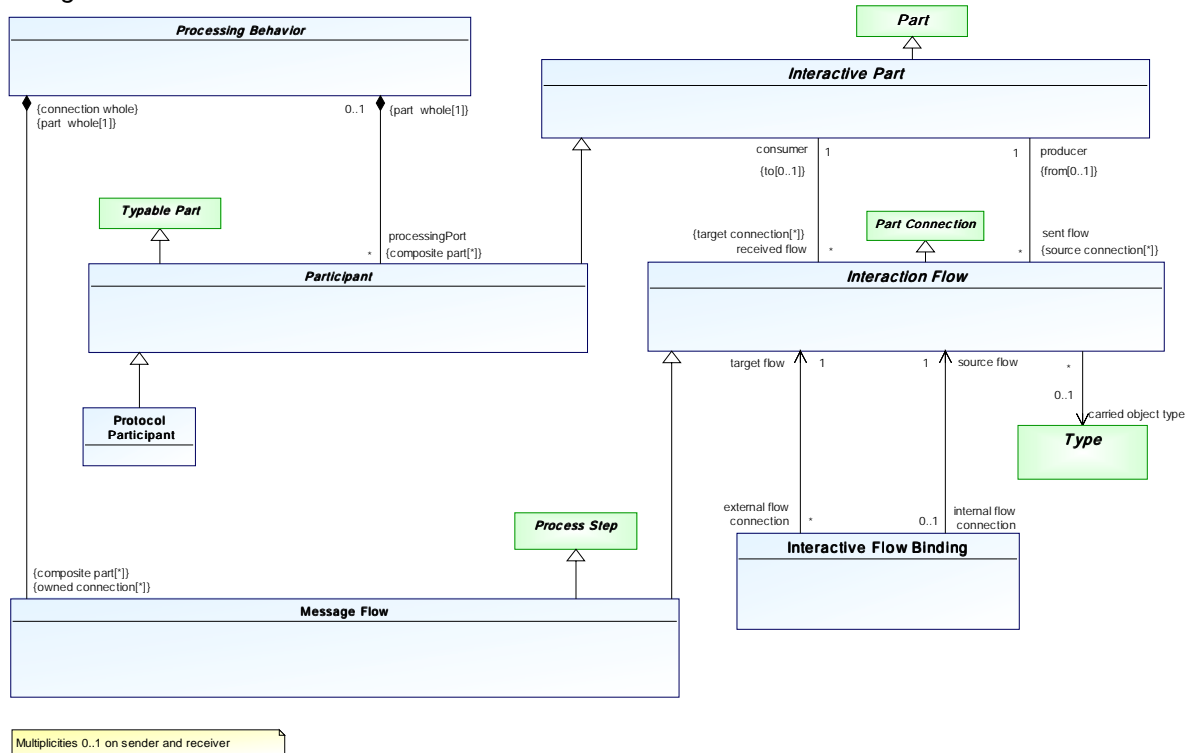 Processing Behavior
Part
Interactive Part
{connection whole}
{part  whole[1]}
0..1
{part  whole[1]}
consumer
1
{to[0..1]}
1
producer
{from[0..1]}
Typable Part
processingPort
*
{composite part[*]}
Part Connection
{target connection[*]}
received flow
*
*
sent flow
{source connection[*]}
Participant
Interaction Flow
target flow
1
1
source flow
*
0..1
carried object type
Type
Protocol
Participant
Process Step
external flow
connection
*
0..1
internal flow
connection
Interactive Flow Binding
{composite part[*]}
{owned connection[*]}
Message Flow
Multiplicities 0..1 on sender and receiver